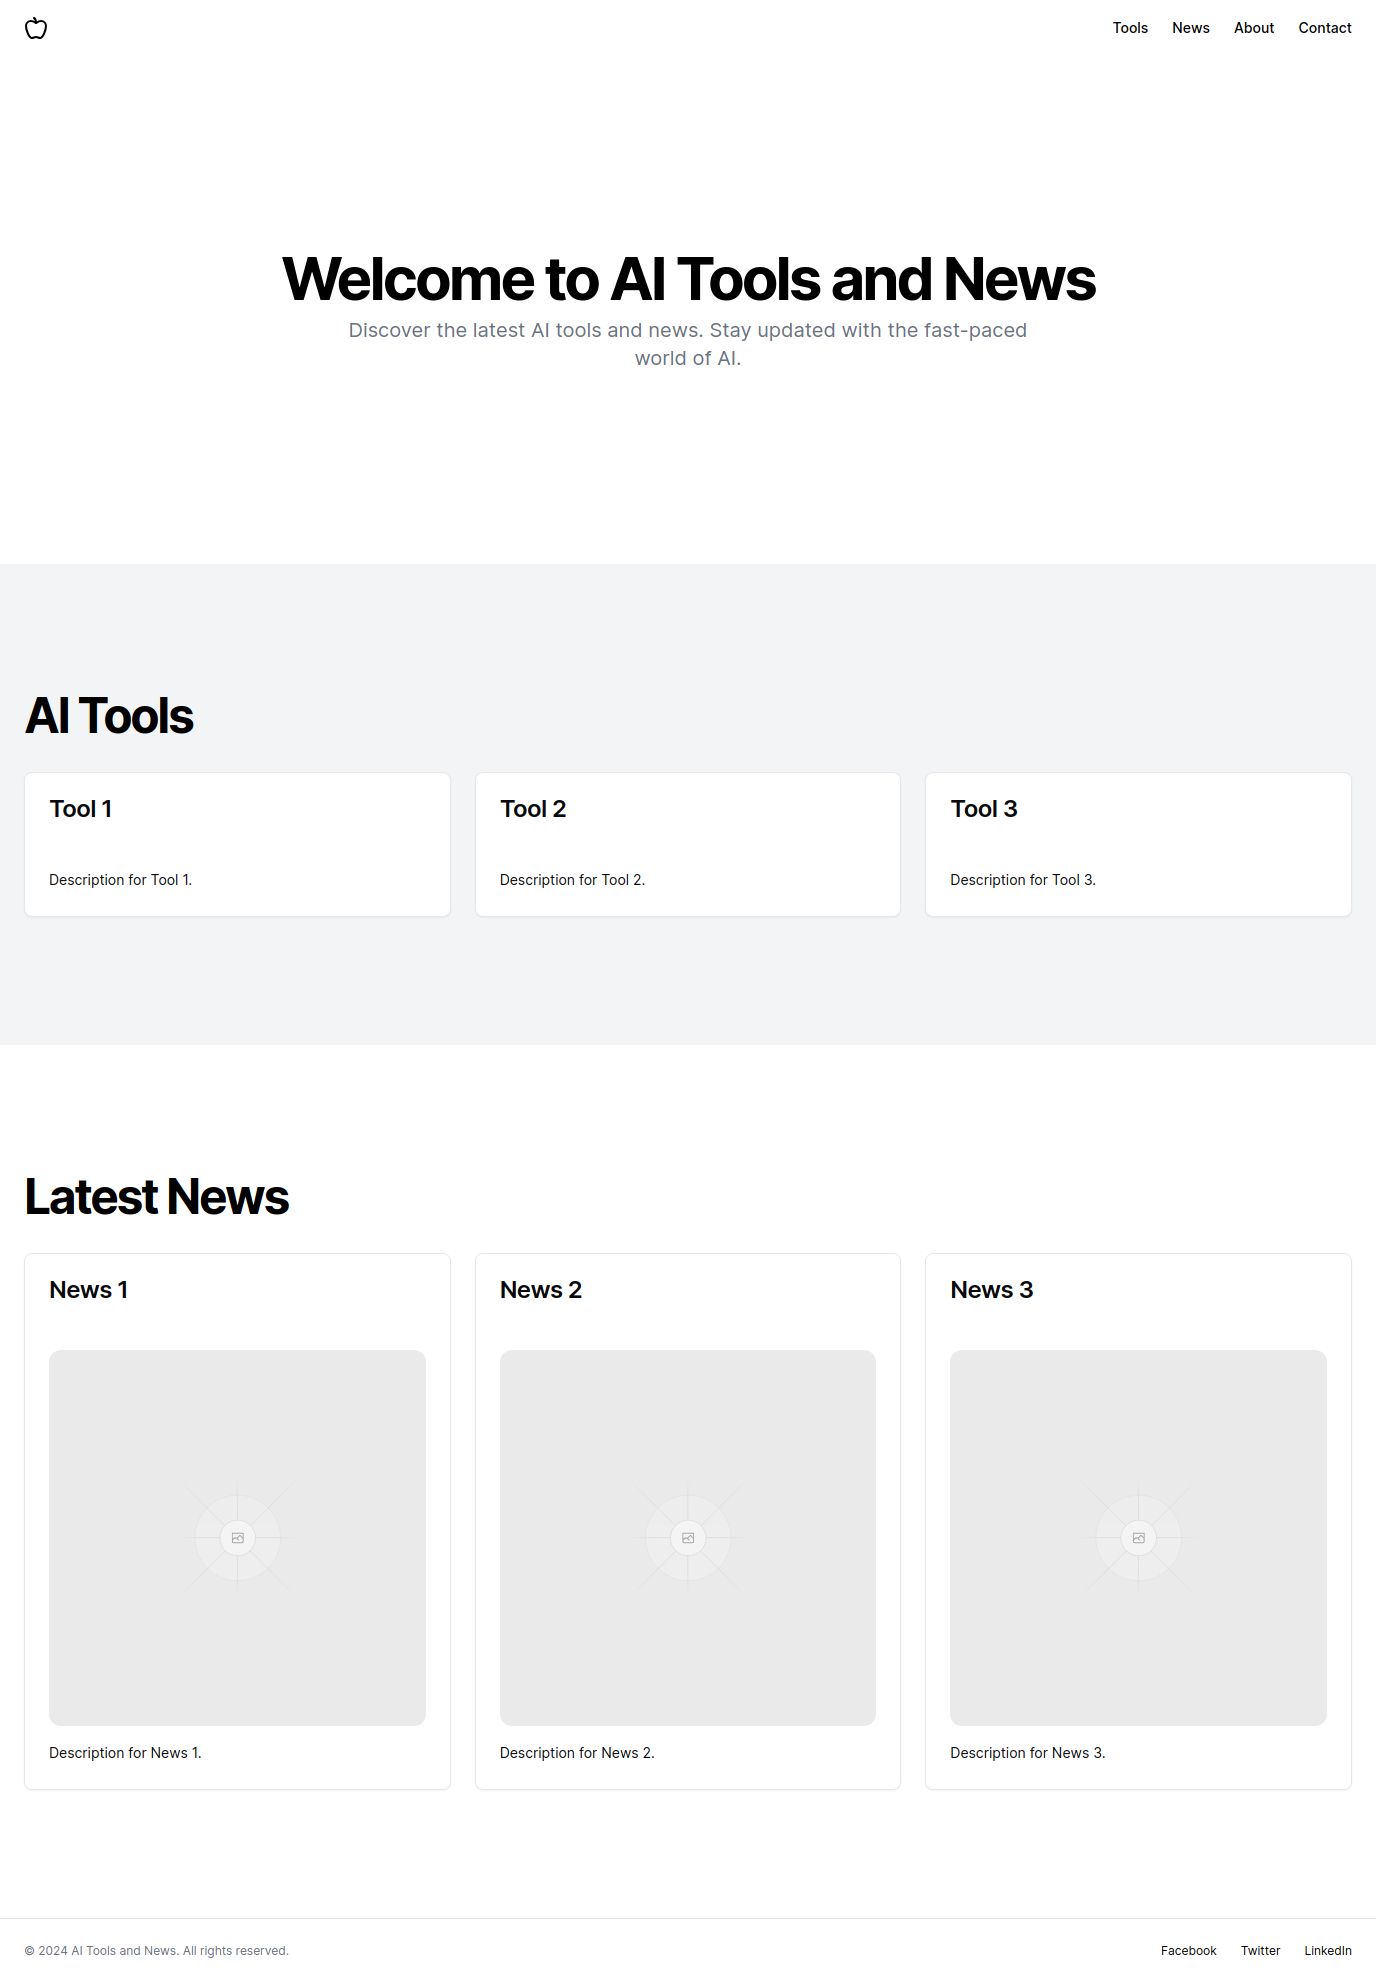 Tools News About Contact
Welcome to AI Tools and News
Discover the latest AI tools and news. Stay updated with the fast-paced
world of AI.
AI Tools
Tool 1
Description for Tool 1.
Tool 2
Description for Tool 2.
Tool 3
Description for Tool 3.
Latest News
News 1
Description for News 1.
News 2
Description for News 2.
News 3
Description for News 3.
© 2024 AI Tools and News. All rights reserved.
Facebook Twitter LinkedIn